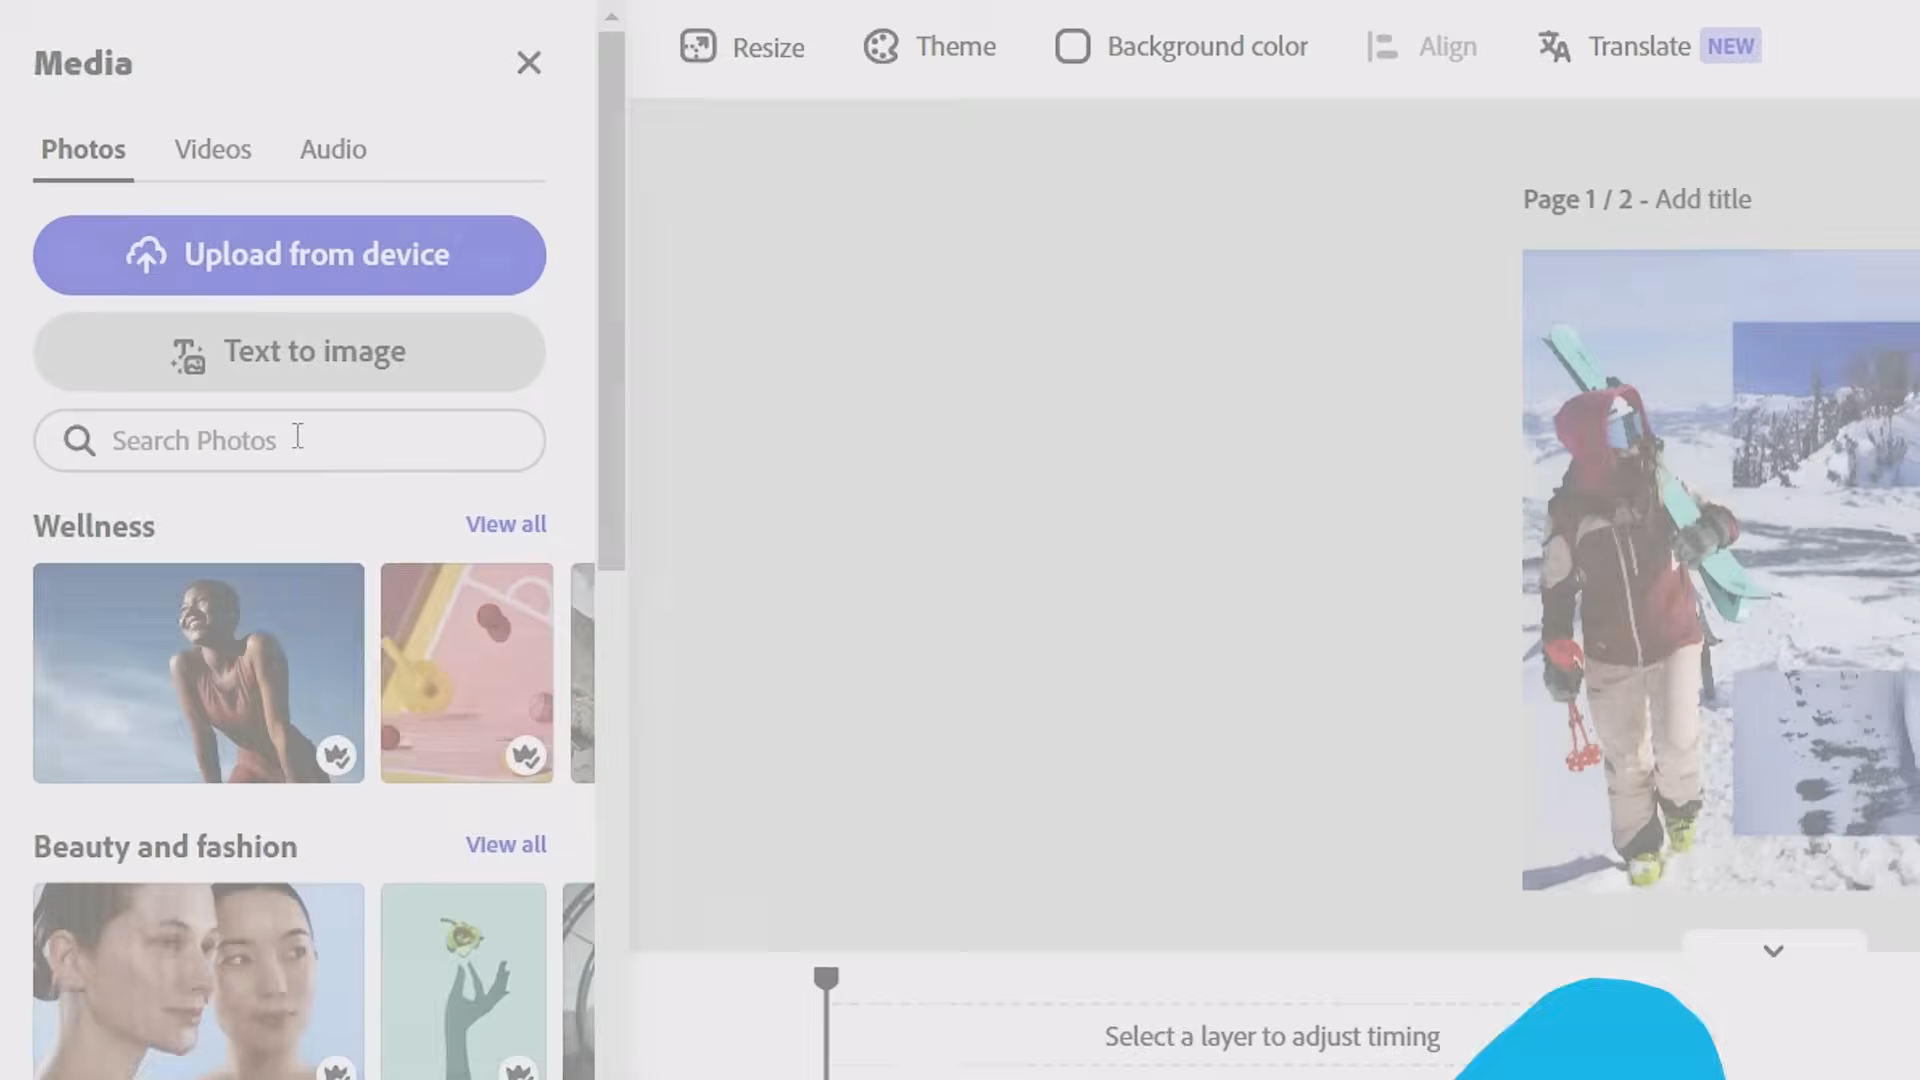 Media
Photos
Videos
Audio
Upload from device
Text to image
Search Photos
Wellness
View all
Beauty and fashion
View all
Resize
Theme
Background color
Align
Translate NEW
Page 1 / 2 - Add title
Select a layer to adjust timing